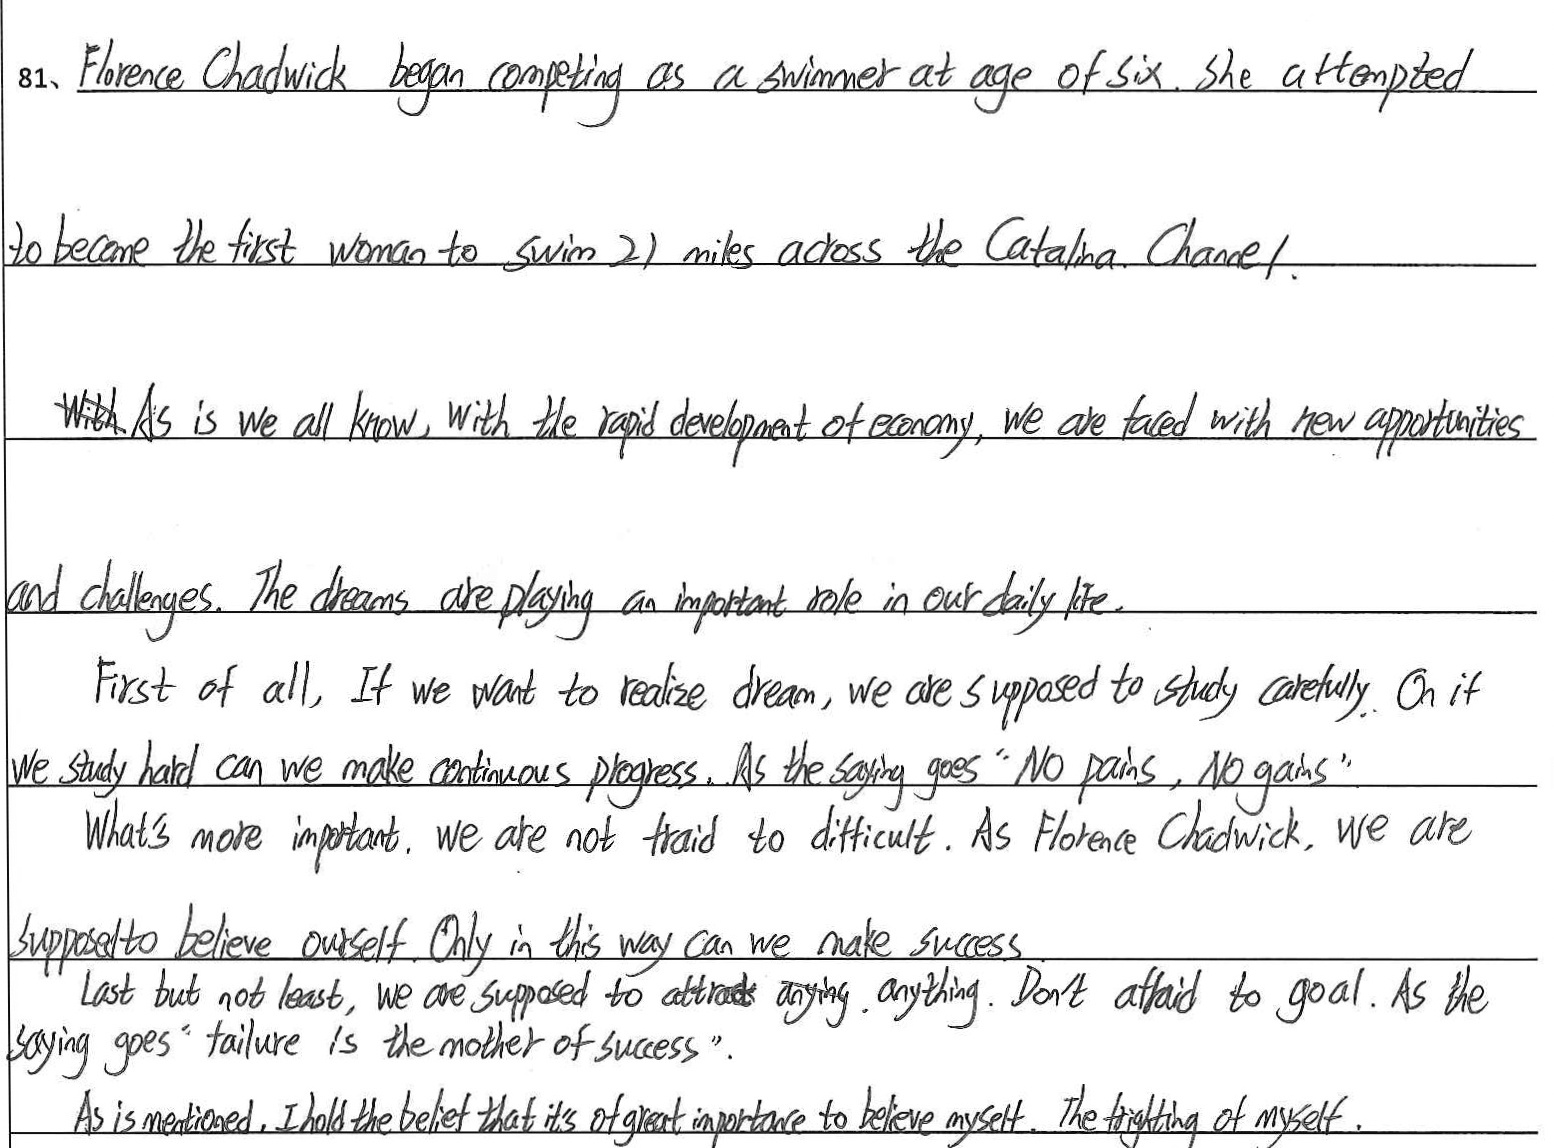 81、Florence Chadwick began competing as a swimmer at age of six. She attempted
to became the first woman to swim 21 miles across the Catalina Channel.
With As is we all know, with the rapid development of economy, we are faced with new opportunities
and challenges. The dreams are playing an important role in our daily life.
First of all, If we want to realize dream, we are supposed to study carefully. On if
we study hard can we make continuous progress. As the saying goes "No pains, No gains"
What's more important, we are not fraid to difficult. As Florence Chadwick, we are
supposed to believe ourself. Only in this way can we make success
Last but not least, we are supposed to anything. Don't affaid to goal. As the
saying goes "failure is the mother of success".
As is mentioned, I hold the belief that it's of great importance to believe myself. The frighting of myself.